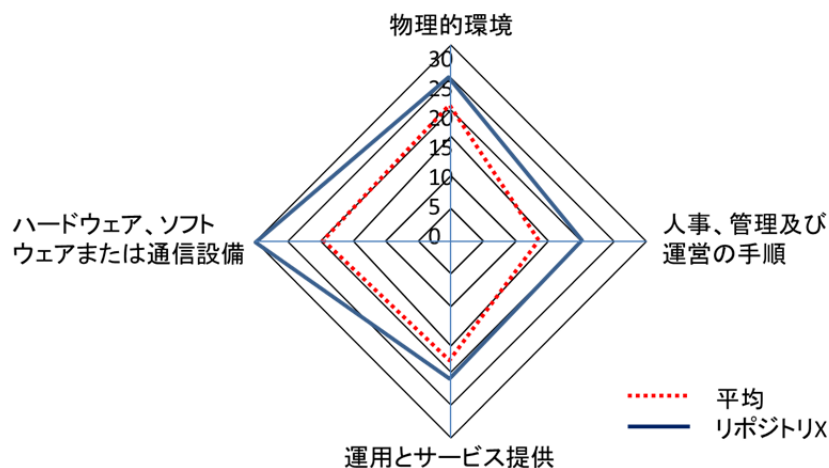 物理的環境
30
25
20
15
10
5
0
ハードウェア、ソフト
ウェアまたは通信設備
人事、管理及び
運営の手順
平均
リポジトリX
運用とサービス提供